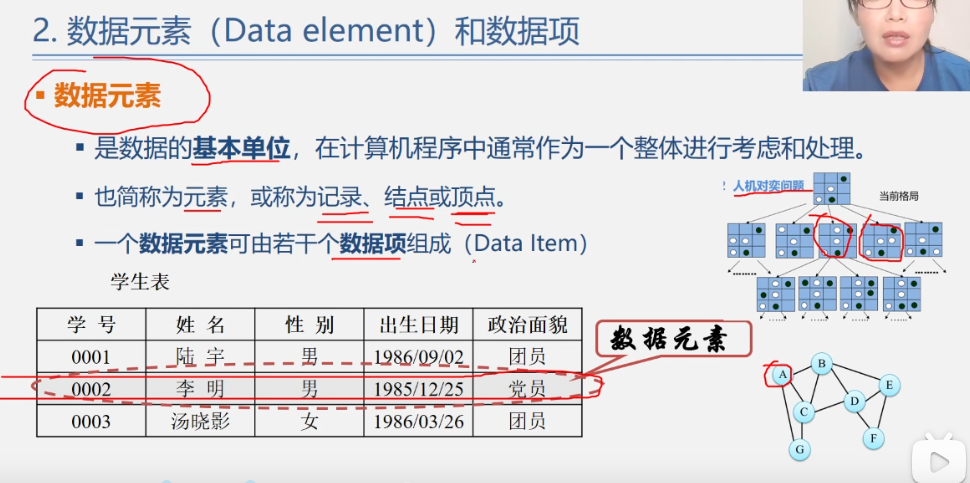 2. 数据元素（Data element）和数据项
▪ 数据元素
▪ 是数据的基本单位，在计算机程序中通常作为一个整体进行考虑和处理。
▪ 也简称为元素，或称为记录、结点或顶点。
▪ 一个数据元素可由若干个数据项组成（Data Item）
学生表
学 号 姓 名 性 别 出生日期 政治面貌
0001 陆 宇 男 1986/09/02 团员
0002 李 明 男 1985/12/25 党员
0003 汤晓影 女 1986/03/26 团员
数据元素
人机对弈问题
当前格局
........ ........
...... ...... ...... ......
A
B
C
D
E
F
G